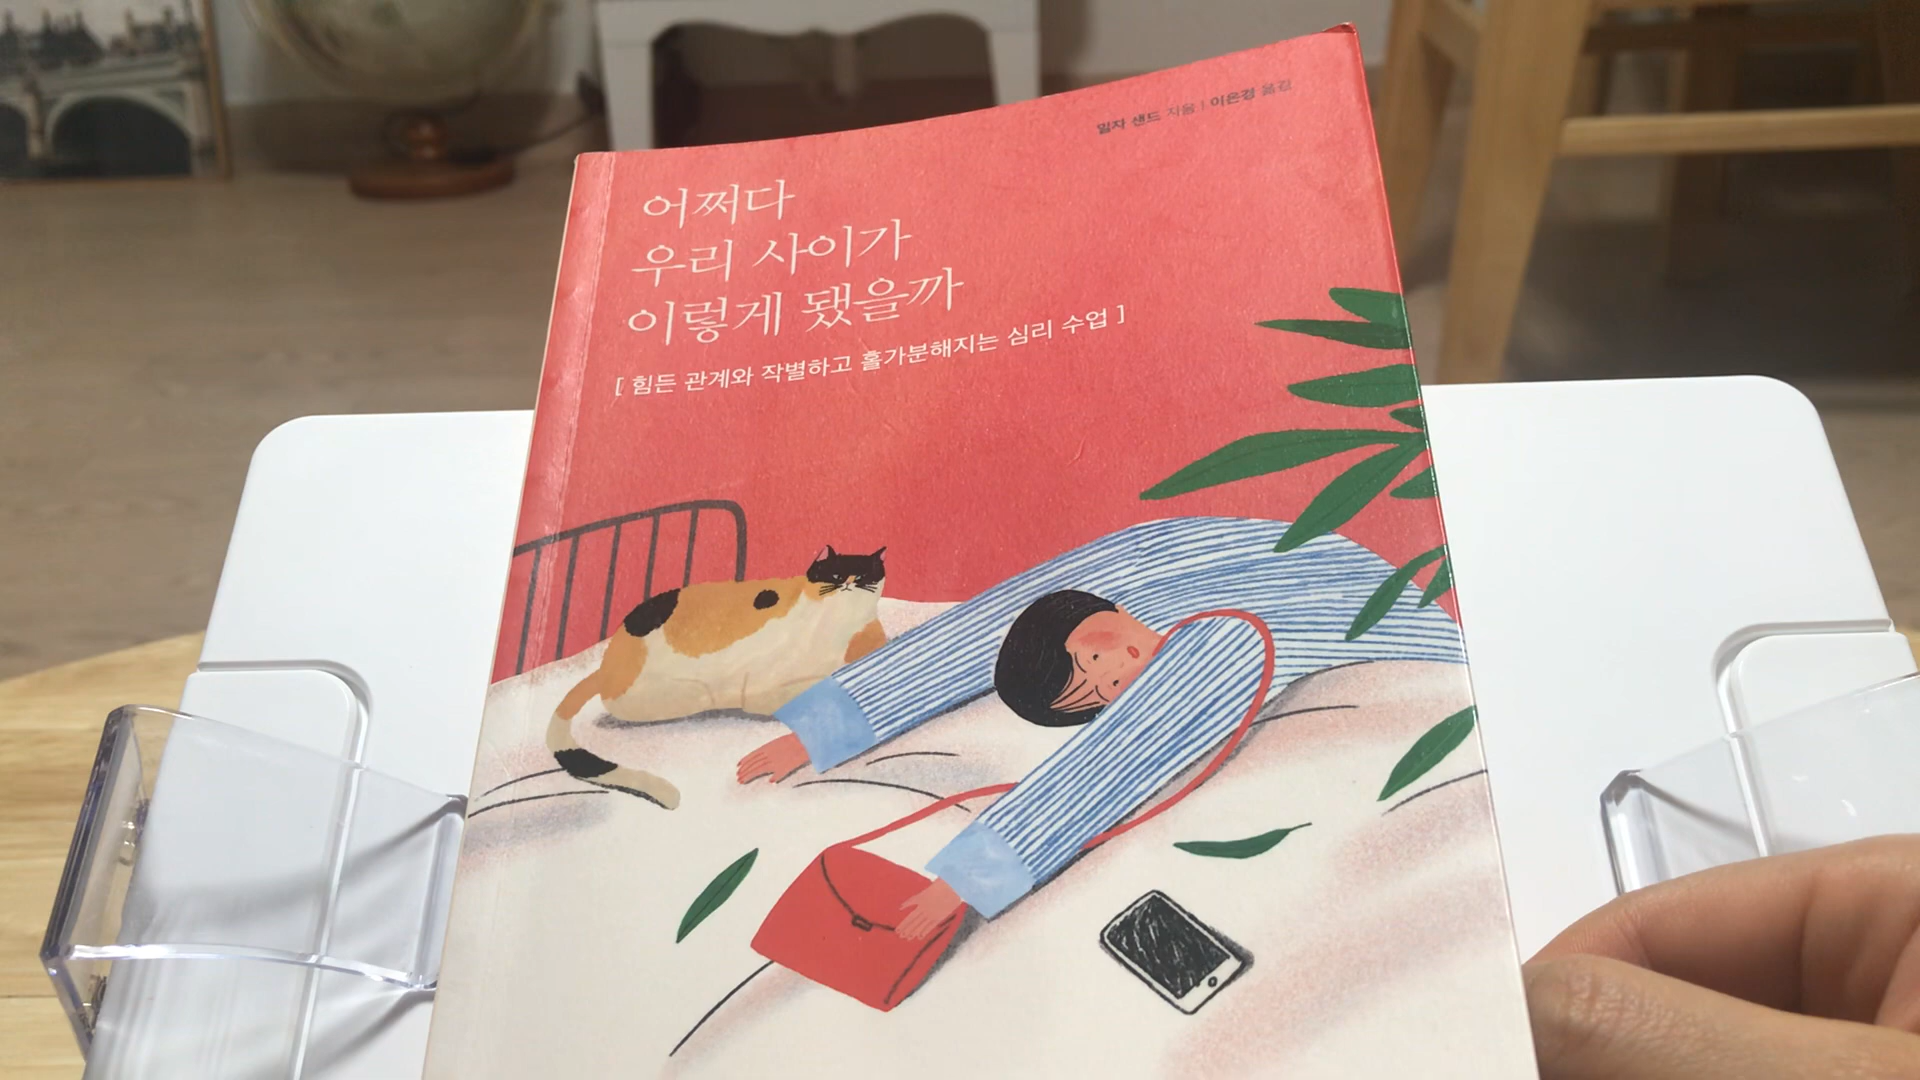 일자 샌드 지음 | 이은경 옮김
어쩌다
우리 사이가
이렇게 됐을까
[ 힘든 관계와 작별하고 홀가분해지는 심리 수업 ]